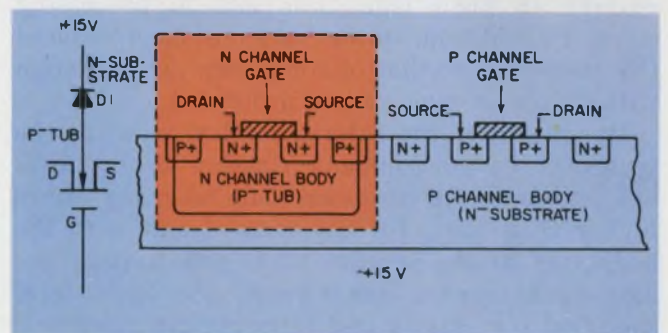 +15V
N-SUB-
STRATE
D1
P⁻TUB
D
S
G
N CHANNEL
GATE
DRAIN
SOURCE
P+
N+
N+
P+
N CHANNEL BODY
(P⁻TUB)
P CHANNEL
GATE
SOURCE
DRAIN
N+
P+
P+
N+
P CHANNEL BODY
(N⁻SUBSTRATE)
+15 V